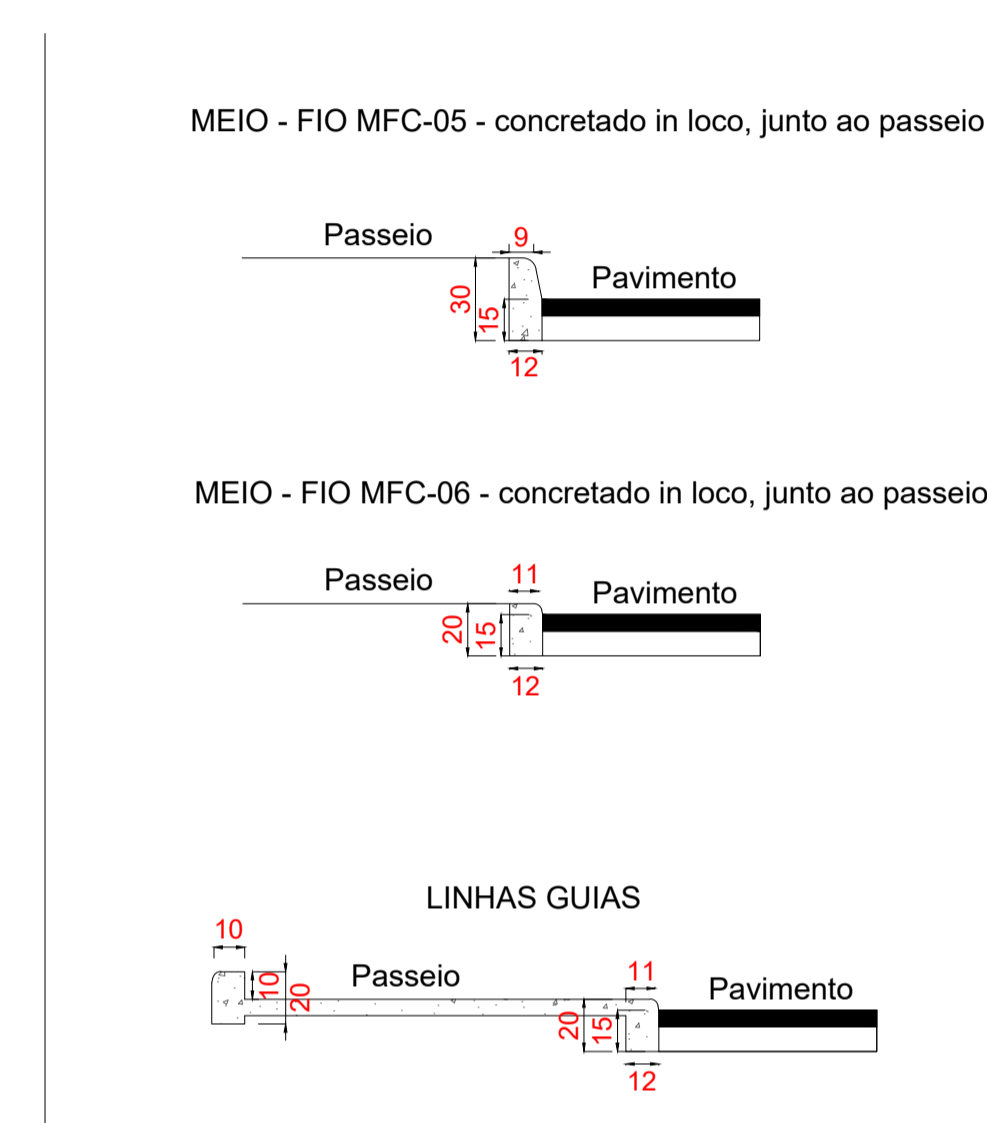 MEIO - FIO MFC-05 - concretado in loco, junto ao passeio
Passeio
9
Pavimento
30
15
12
MEIO - FIO MFC-06 - concretado in loco, junto ao passeio
Passeio
11
Pavimento
20
15
12
LINHAS GUIAS
10
Passeio
11
Pavimento
10
20
20
15
12